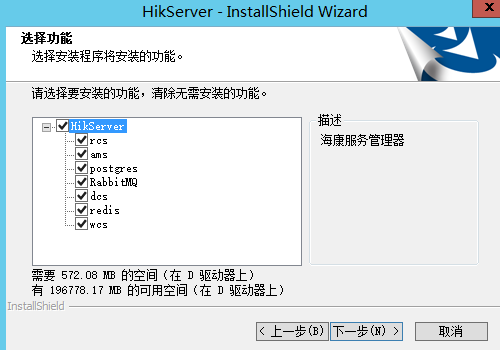 HikServer - InstallShield Wizard
x
选择功能
选择安装程序将安装的功能。
请选择要安装的功能，清除无需安装的功能。
HikServer
rcs
ams
postgres
RabbitMQ
dcs
redis
wcs
描述
海康服务管理器
需要 572.08 MB 的空间（在 D 驱动器上）
有 196778.17 MB 的可用空间（在 D 驱动器上）
InstallShield
< 上一步(B) 下一步(N) > 取消